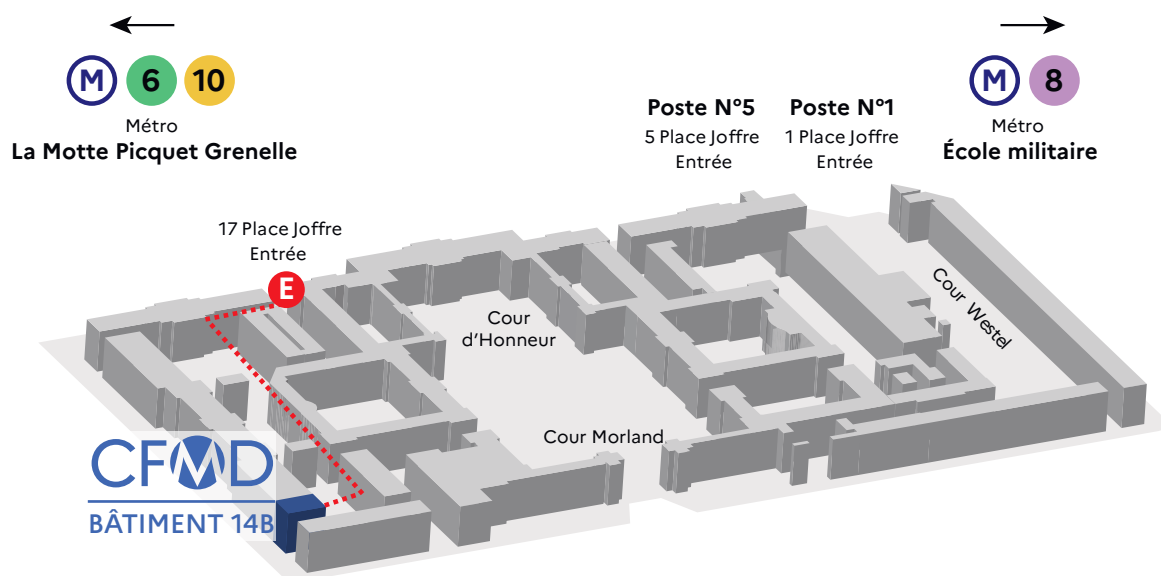 M 6 10
Métro
La Motte Picquet Grenelle
Poste N°5
5 Place Joffre
Entrée
Poste N°1
1 Place Joffre
Entrée
M 8
Métro
École militaire
17 Place Joffre
Entrée
E
Cour
d'Honneur
Cour Westel
Cour Morland
CFMD
BÂTIMENT 14B